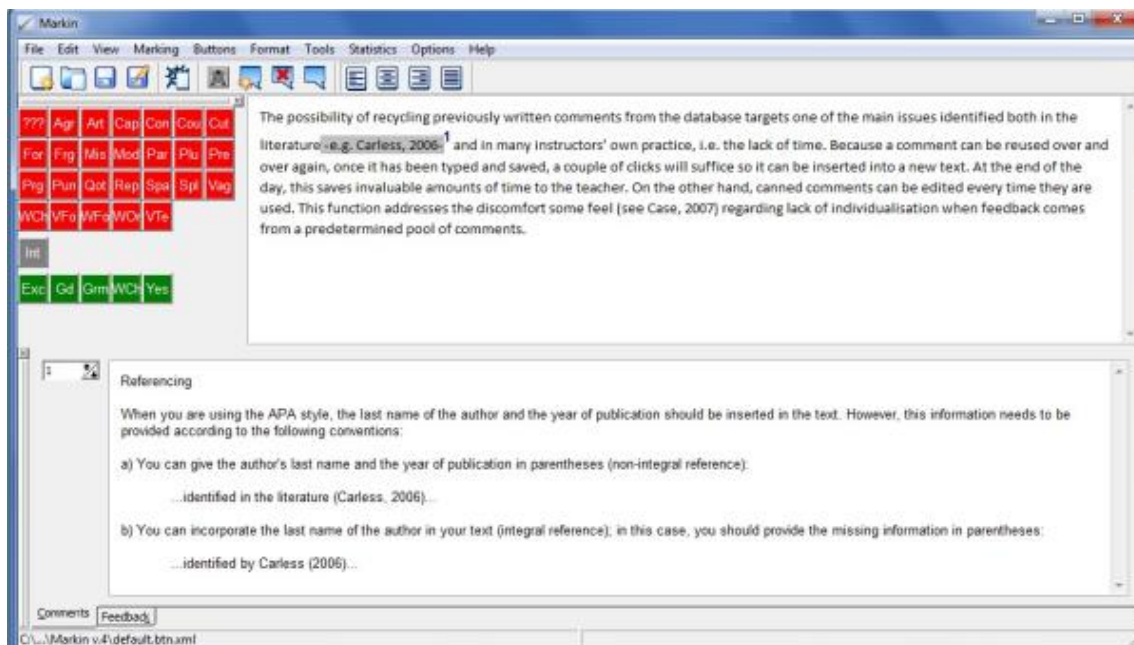 Markin
File Edit View Marking Buttons Format Tools Statistics Options Help
??? Agr Art Cap Con Cou Cut
For Frg Mis Mod Par Plu Pre
Prg Pun Qot Rep Spa Spl Vag
WCh VFo WFo WOr VTe
Int
Exc Gd Grm WCh Yes
The possibility of recycling previously written comments from the database targets one of the main issues identified both in the
literature -e.g. Carless, 2006- 1 and in many instructors' own practice, i.e. the lack of time. Because a comment can be reused over and
over again, once it has been typed and saved, a couple of clicks will suffice so it can be inserted into a new text. At the end of the
day, this saves invaluable amounts of time to the teacher. On the other hand, canned comments can be edited every time they are
used. This function addresses the discomfort some feel (see Case, 2007) regarding lack of individualisation when feedback comes
from a predetermined pool of comments.
1
Referencing
When you are using the APA style, the last name of the author and the year of publication should be inserted in the text. However, this information needs to be
provided according to the following conventions:
a) You can give the author's last name and the year of publication in parentheses (non-integral reference):
...identified in the literature (Carless, 2006)...
b) You can incorporate the last name of the author in your text (integral reference); in this case, you should provide the missing information in parentheses:
...identified by Carless (2006)...
Comments Feedback
C:\...\Markin v.4\default.btn.xml